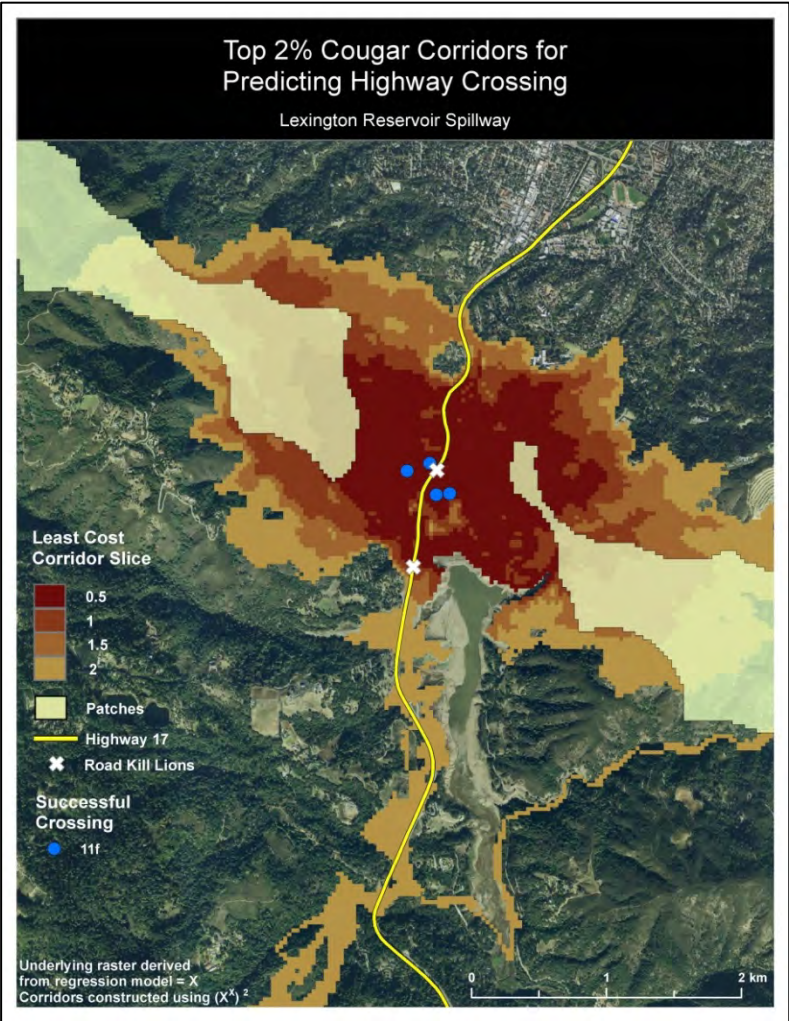 Top 2% Cougar Corridors for
Predicting Highway Crossing
Lexington Reservoir Spillway
Least Cost
Corridor Slice
0.5
1
1.5
2
Patches
Highway 17
Road Kill Lions
Successful
Crossing
11f
Underlying raster derived
from regression model = X
Corridors constructed using (Xˣ) ²
0 1 2 km